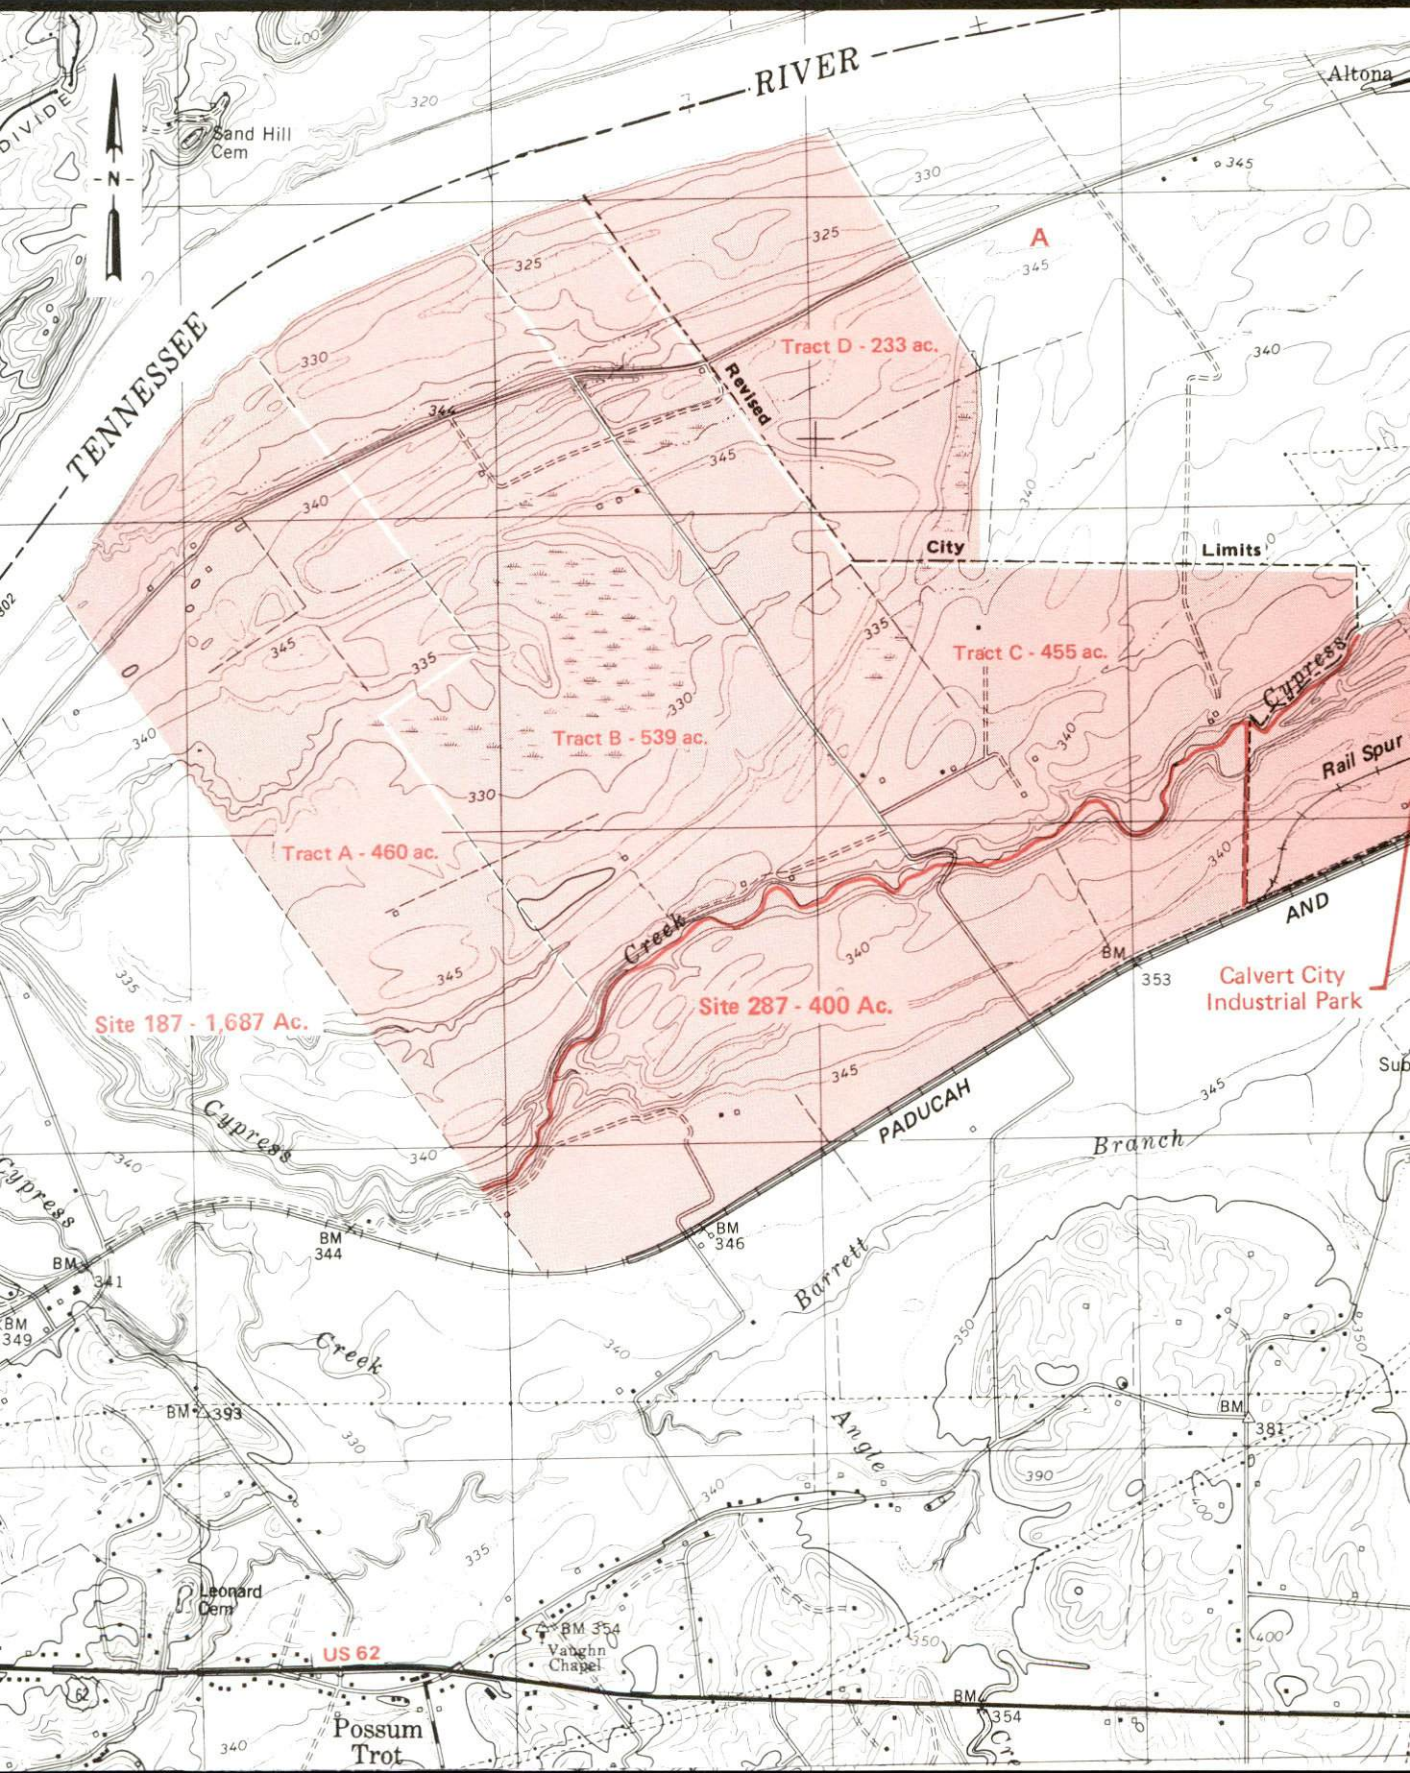 400
RIVER
Altona
DIVIDE
320
Sand Hill
Cem
N
330
345
325
A
345
325
TENNESSEE
330
Tract D - 233 ac.
340
344
Revised
345
340
340
City
Limits
302
335
345
335
Tract C - 455 ac.
Cypress
330
340
Tract B - 539 ac.
340
Rail Spur
330
Tract A - 460 ac.
340
AND
Creek
340
BM
353
345
335
Calvert City
Industrial Park
Site 287 - 400 Ac.
Site 187 - 1,687 Ac.
Sub
345
345
PADUCAH
Cypress
Branch
340
340
Cypress
BM
344
BM
346
BM
341
Barrett
BM
349
Creek
340
350
350
BM 393
BM
381
Angle
330
390
340
400
335
Leonard
Cem
BM 354
Vaughn
Chapel
350
400
US 62
62
BM
354
Possum
Trot
340
Cre